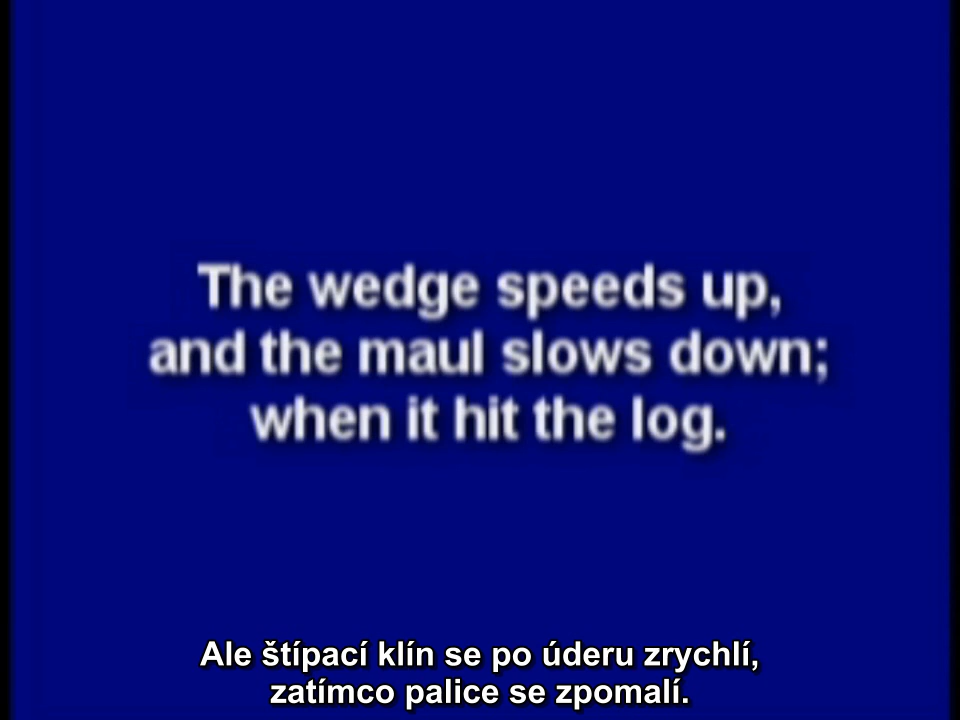 The wedge speeds up,
and the maul slows down;
when it hit the log.
Ale štípací klín se po úderu zrychlí,
zatímco palice se zpomalí.